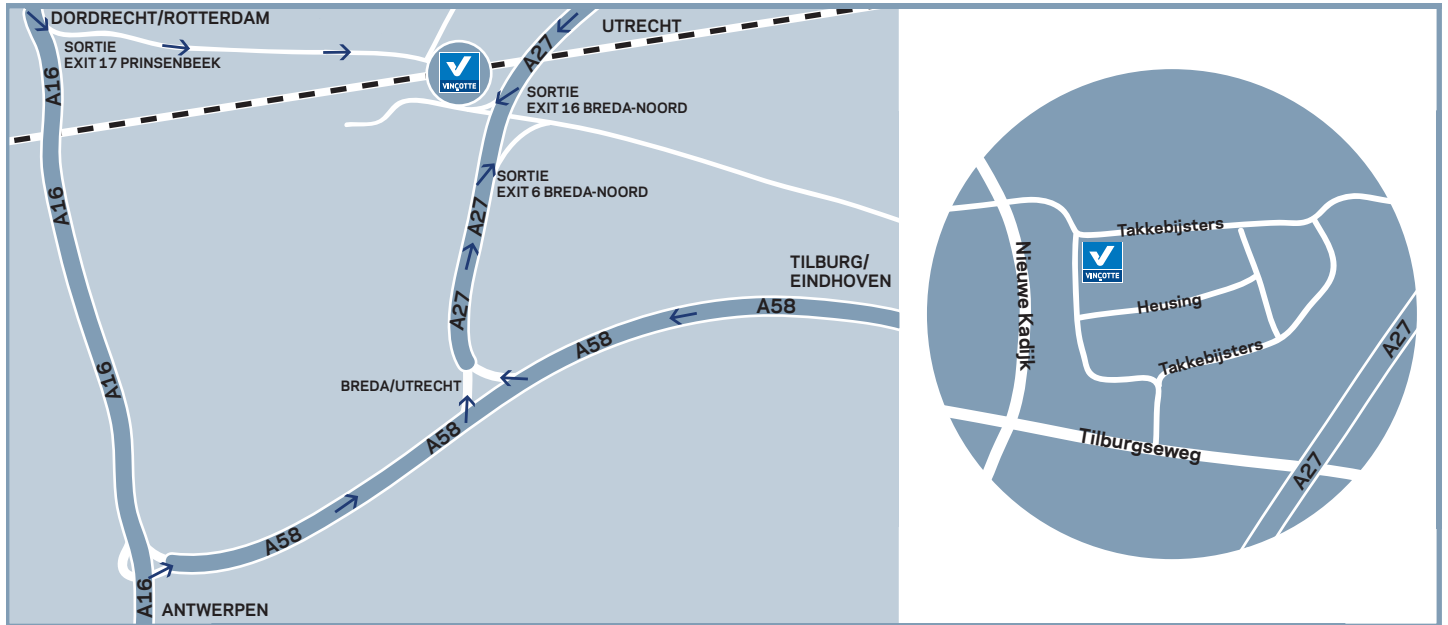 DORDRECHT/ROTTERDAM
SORTIE
EXIT 17 PRINSENBEEK
UTRECHT
VINÇOTTE
A27
SORTIE
EXIT 16 BREDA-NOORD
A16
SORTIE
EXIT 6 BREDA-NOORD
A16
A27
TILBURG/
EINDHOVEN
A27
A58
A58
BREDA/UTRECHT
A16
A58
A58
A16
ANTWERPEN
Takkebijsters
VINÇOTTE
Nieuwe Kadijk
Heusing
Takkebijsters
A27
Tilburgseweg
A27